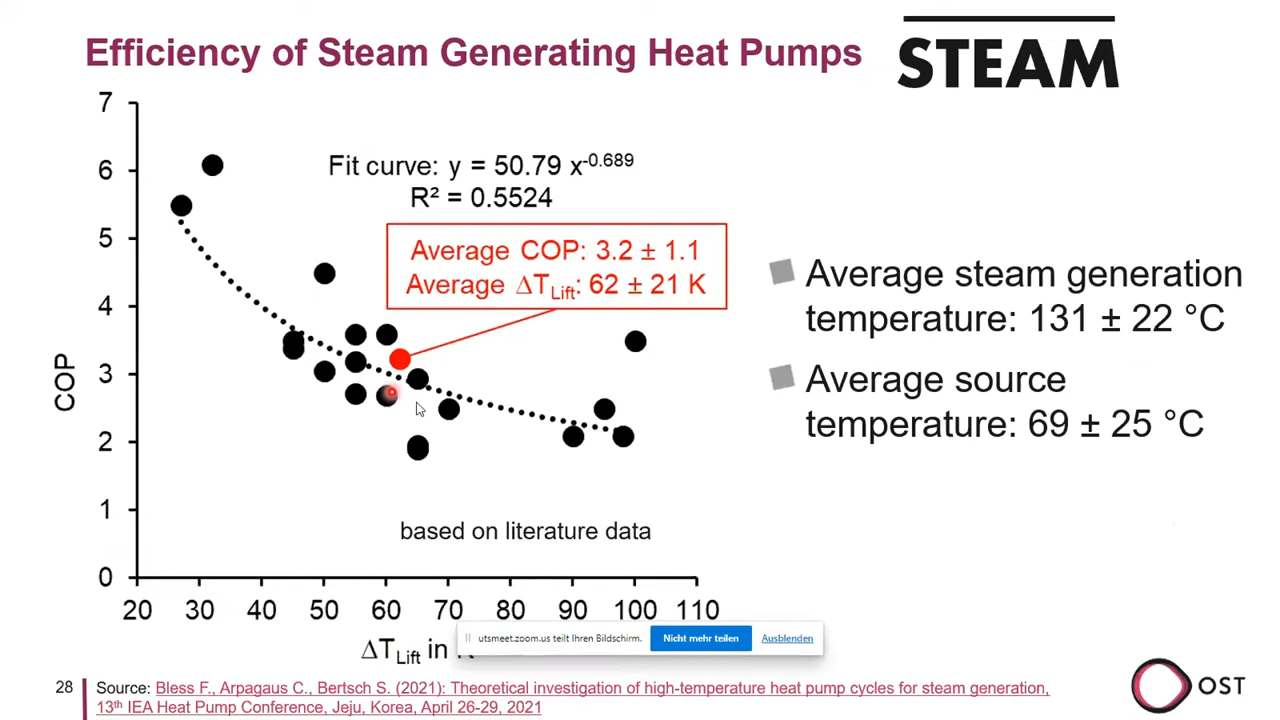 Efficiency of Steam Generating Heat Pumps
STEAM
7
6
5
4
3
2
1
0
COP
Fit curve: y = 50.79 x^-0.689
R² = 0.5524
Average COP: 3.2 ± 1.1
Average ΔTLift: 62 ± 21 K
based on literature data
20 30 40 50 60 70 80 90 100 110
ΔTLift in
Average steam generation
temperature: 131 ± 22 °C
Average source
temperature: 69 ± 25 °C
utsmeet.zoom.us teilt Ihren Bildschirm.
Nicht mehr teilen
Ausblenden
28
Source: Bless F., Arpagaus C., Bertsch S. (2021): Theoretical investigation of high-temperature heat pump cycles for steam generation,
13th IEA Heat Pump Conference, Jeju, Korea, April 26-29, 2021
OST